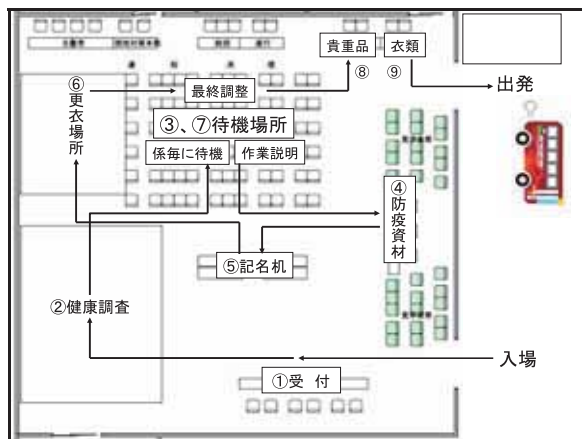 貴重品
衣類
⑧
⑨
出発
⑥更衣場所
最終調整
③、⑦待機場所
係毎に待機
作業説明
④防疫資材
⑤記名机
②健康調査
入場
①受　付